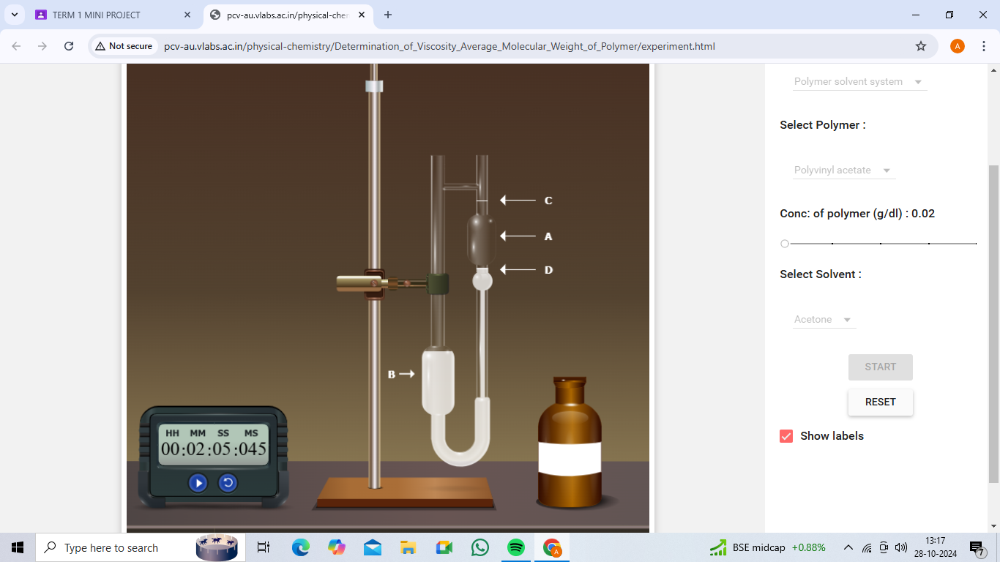 TERM 1 MINI PROJECT
pcv-au.vlabs.ac.in/physical-chem
Not secure
pcv-au.vlabs.ac.in/physical-chemistry/Determination_of_Viscosity_Average_Molecular_Weight_of_Polymer/experiment.html
A
Polymer solvent system
Select Polymer :
Polyvinyl acetate
Conc: of polymer (g/dl) : 0.02
Select Solvent :
Acetone
START
RESET
Show labels
C
A
D
B
HH MM SS MS
00:02:05:045
Type here to search
A
BSE midcap +0.88%
13:17
28-10-2024
7